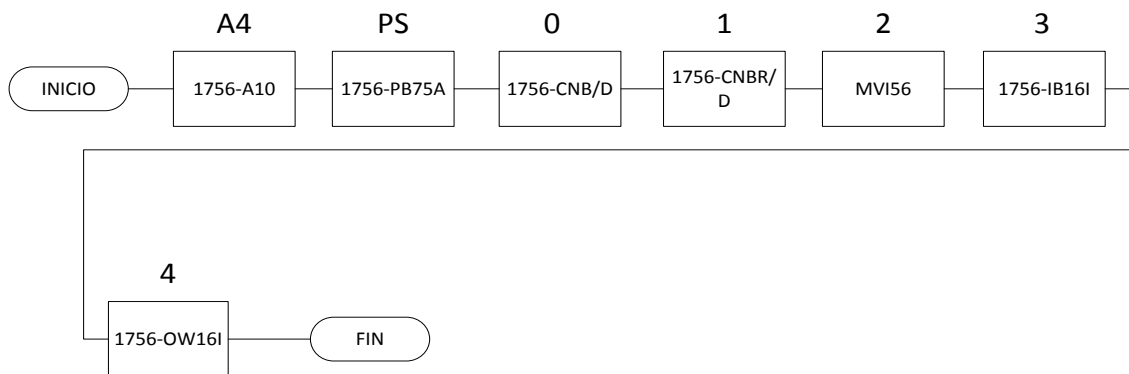 A4 PS 0 1 2 3
INICIO 1756-A10 1756-PB75A 1756-CNB/D 1756-CNBR/
D MVI56 1756-IB16I
4
1756-OW16I FIN